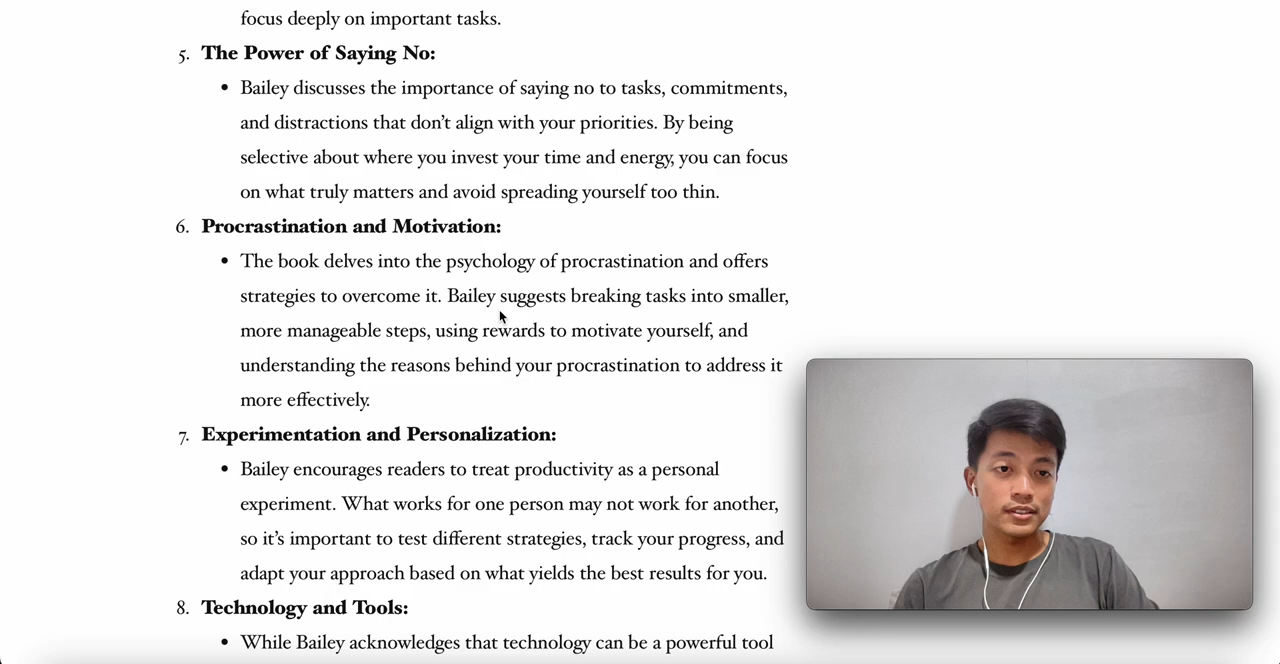 focus deeply on important tasks.
5. The Power of Saying No:
• Bailey discusses the importance of saying no to tasks, commitments,
and distractions that don’t align with your priorities. By being
selective about where you invest your time and energy, you can focus
on what truly matters and avoid spreading yourself too thin.
6. Procrastination and Motivation:
• The book delves into the psychology of procrastination and offers
strategies to overcome it. Bailey suggests breaking tasks into smaller,
more manageable steps, using rewards to motivate yourself, and
understanding the reasons behind your procrastination to address it
more effectively.
7. Experimentation and Personalization:
• Bailey encourages readers to treat productivity as a personal
experiment. What works for one person may not work for another,
so it’s important to test different strategies, track your progress, and
adapt your approach based on what yields the best results for you.
8. Technology and Tools:
• While Bailey acknowledges that technology can be a powerful tool